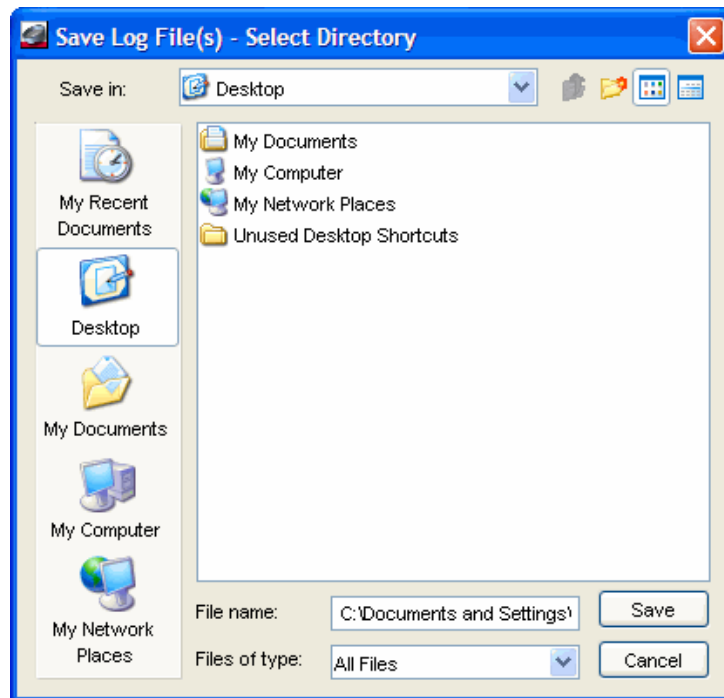 Save Log File(s) - Select Directory
Save in:
Desktop
My Recent
Documents
Desktop
My Documents
My Computer
My Network
Places
My Documents
My Computer
My Network Places
Unused Desktop Shortcuts
File name:
C:\Documents and Settings\
Save
Files of type:
All Files
Cancel